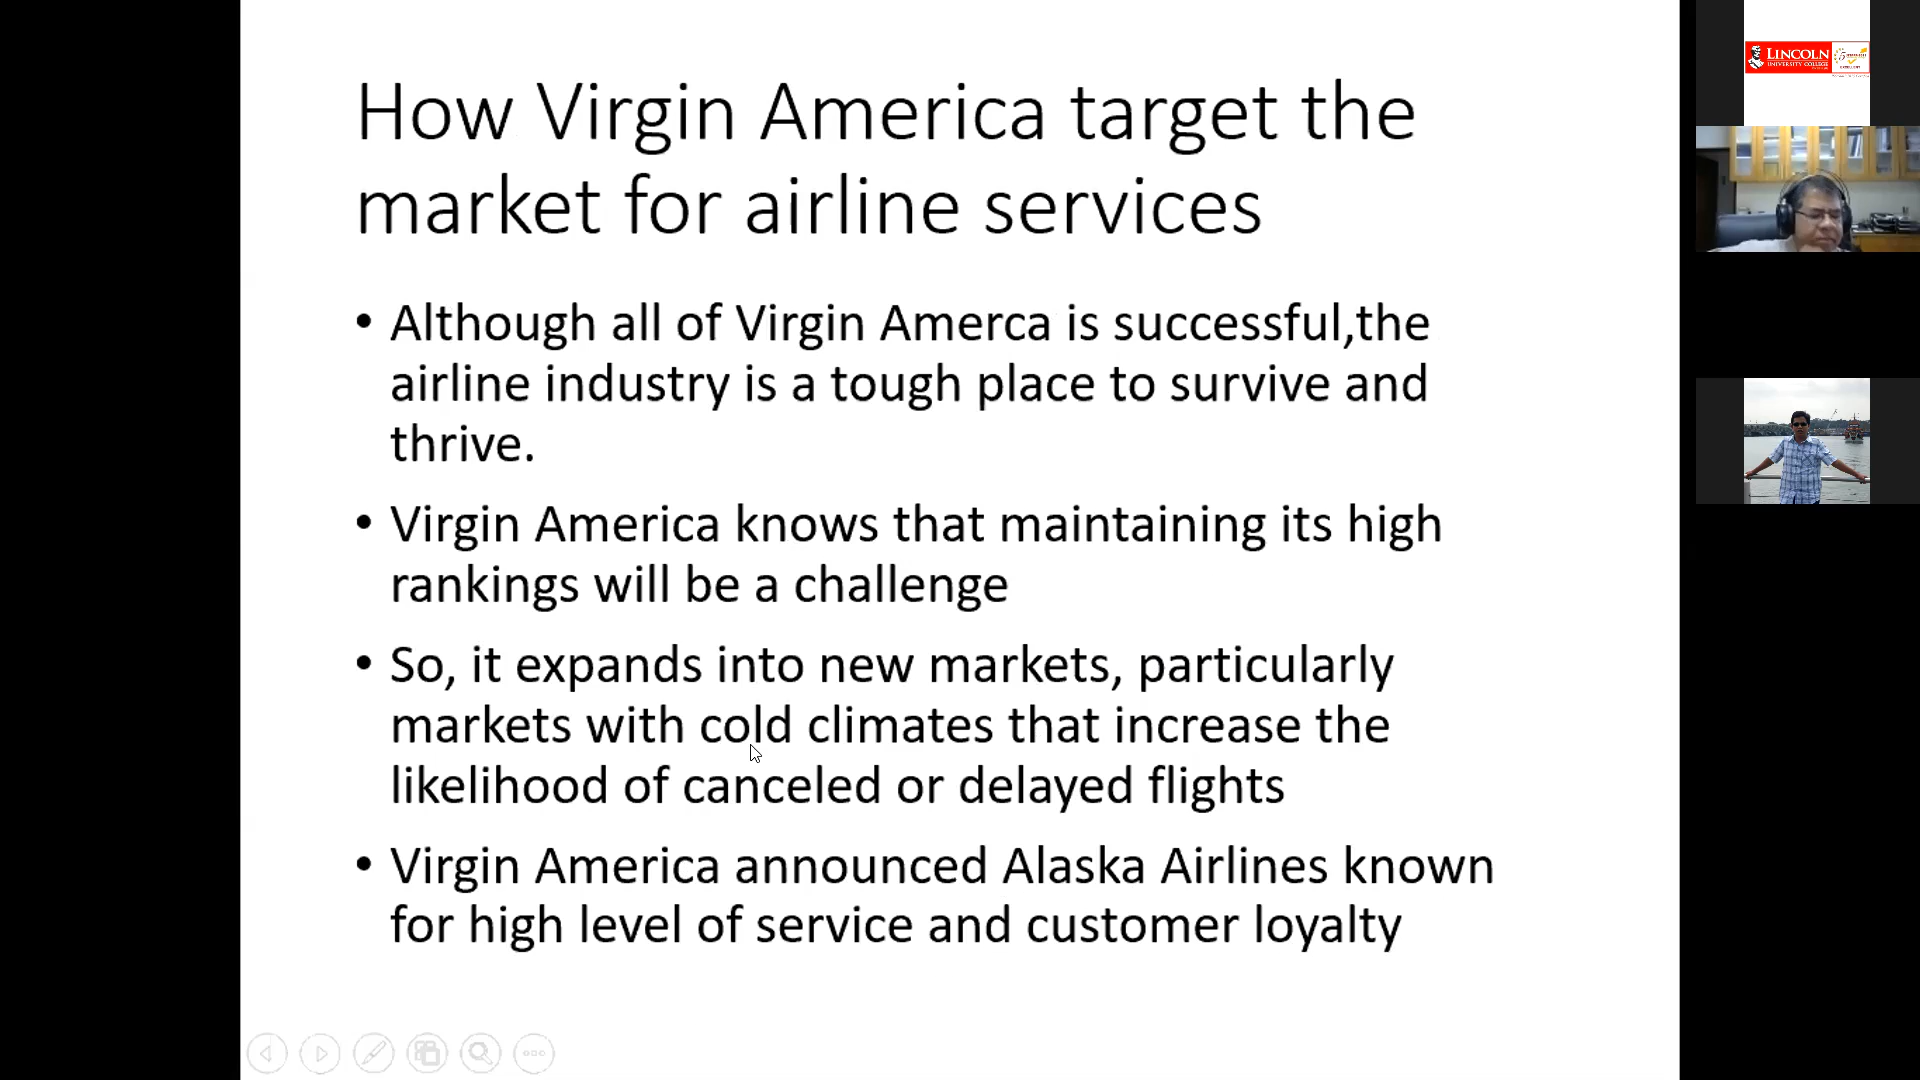 How Virgin America target the
market for airline services
• Although all of Virgin Amerca is successful,the
airline industry is a tough place to survive and
thrive.
• Virgin America knows that maintaining its high
rankings will be a challenge
• So, it expands into new markets, particularly
markets with cold climates that increase the
likelihood of canceled or delayed flights
• Virgin America announced Alaska Airlines known
for high level of service and customer loyalty
LINCOLN
UNIVERSITY COLLEGE